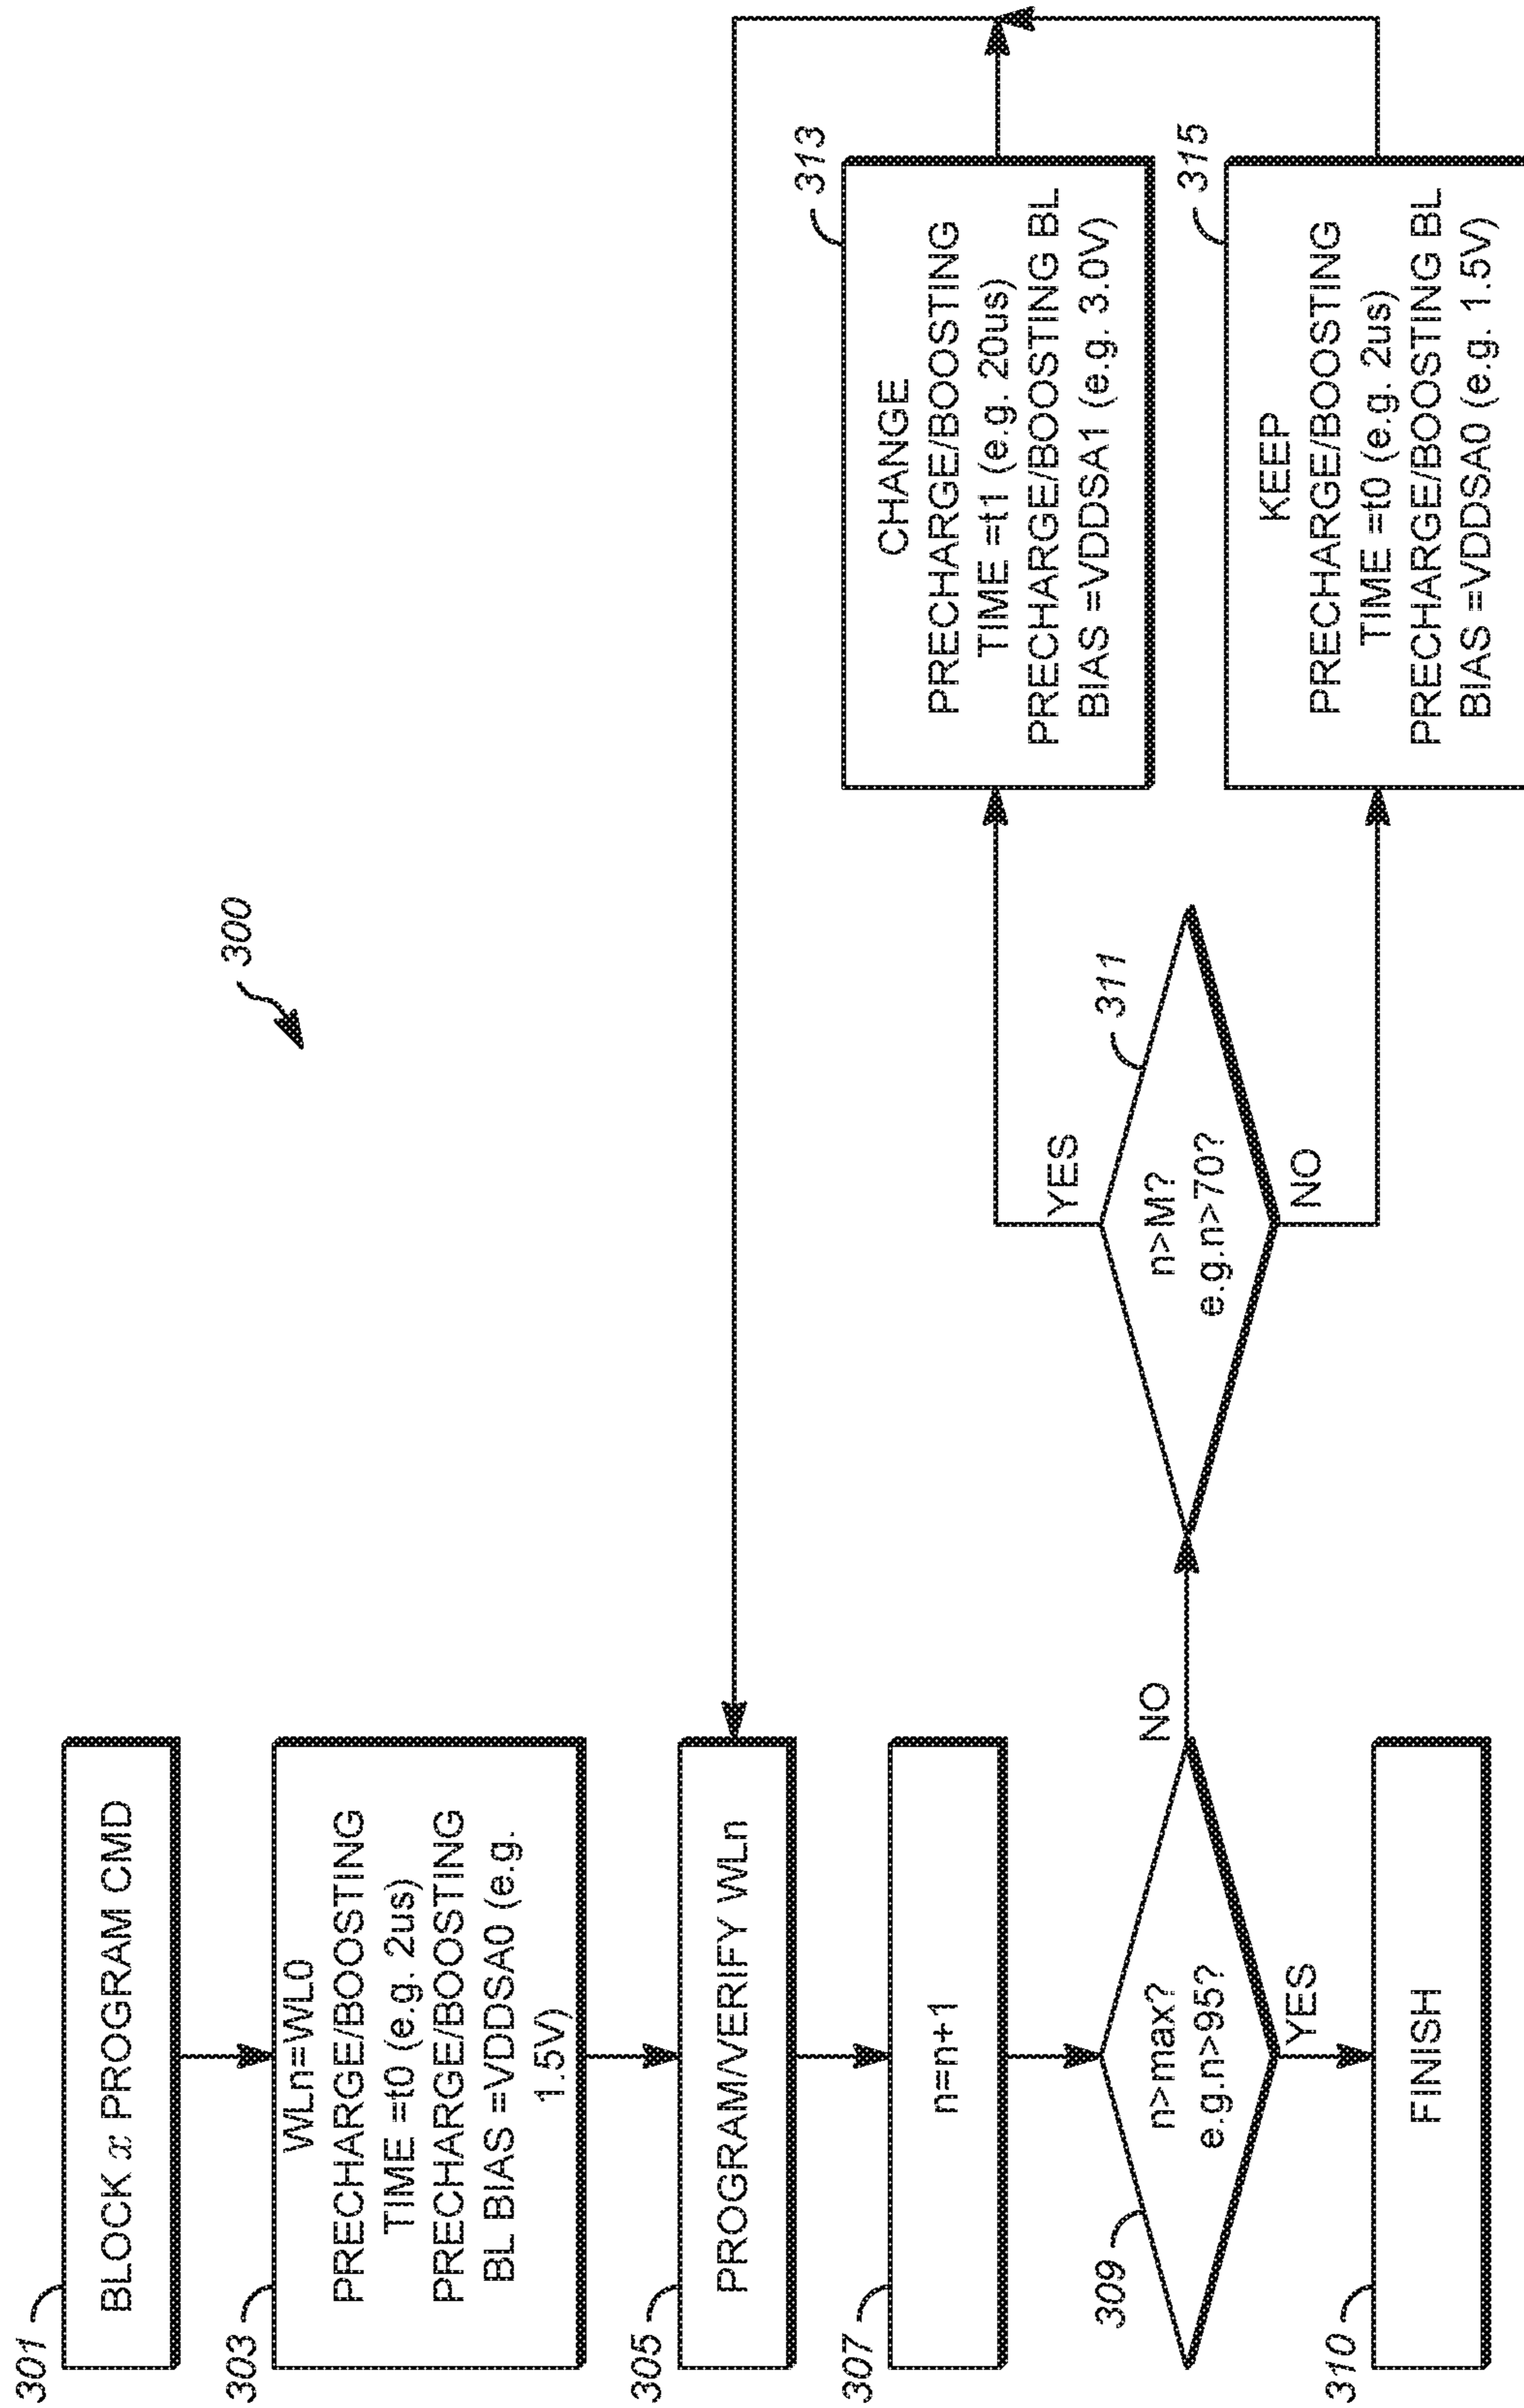 300
301
BLOCK x PROGRAM CMD
303
WLn=WL0
PRECHARGE/BOOSTING
TIME =t0 (e.g. 2us)
PRECHARGE/BOOSTING
BL BIAS =VDDSA0 (e.g.
1.5V)
305
PROGRAM/VERIFY WLn
307
n=n+1
309
n>max?
e.g.n>95?
NO
YES
310
FINISH
311
n>M?
e.g.n>70?
YES
NO
313
CHANGE
PRECHARGE/BOOSTING
TIME =t1 (e.g. 20us)
PRECHARGE/BOOSTING BL
BIAS =VDDSA1 (e.g. 3.0V)
315
KEEP
PRECHARGE/BOOSTING
TIME =t0 (e.g. 2us)
PRECHARGE/BOOSTING BL
BIAS =VDDSA0 (e.g. 1.5V)